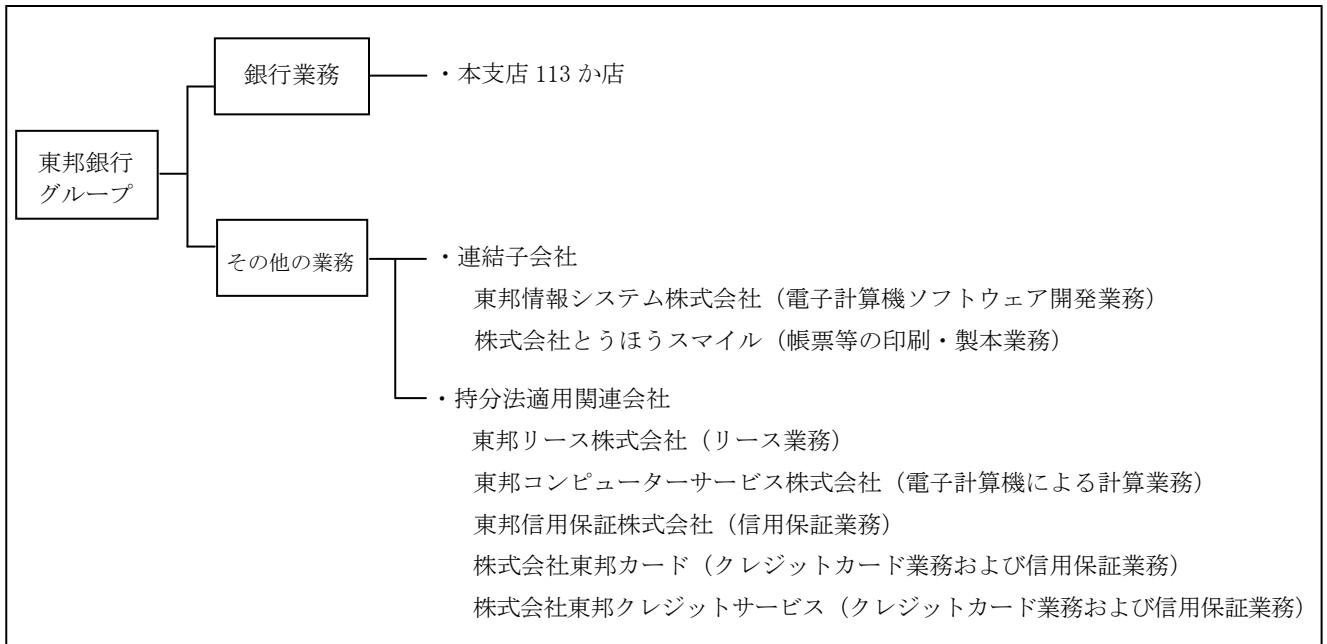 銀行業務
・本支店 113 か店
東邦銀行
グループ
その他の業務
・連結子会社
東邦情報システム株式会社（電子計算機ソフトウェア開発業務）
株式会社とうほうスマイル（帳票等の印刷・製本業務）
・持分法適用関連会社
東邦リース株式会社（リース業務）
東邦コンピューターサービス株式会社（電子計算機による計算業務）
東邦信用保証株式会社（信用保証業務）
株式会社東邦カード（クレジットカード業務および信用保証業務）
株式会社東邦クレジットサービス（クレジットカード業務および信用保証業務）